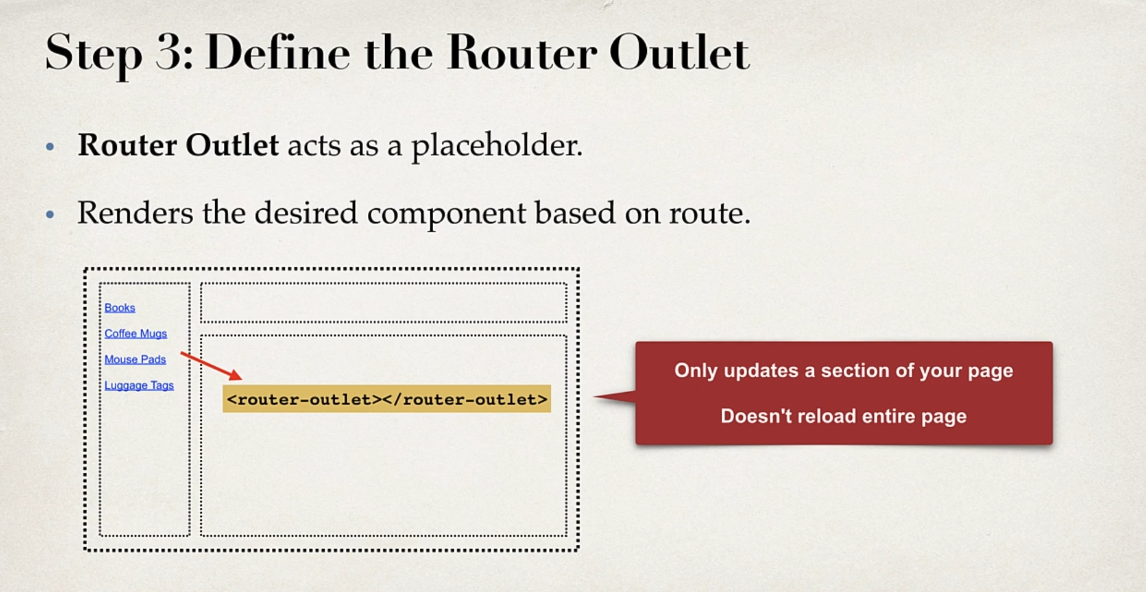 Step 3: Define the Router Outlet
• Router Outlet acts as a placeholder.
• Renders the desired component based on route.
Books
Coffee Mugs
Mouse Pads
Luggage Tags
<router-outlet></router-outlet>
Only updates a section of your page
Doesn't reload entire page